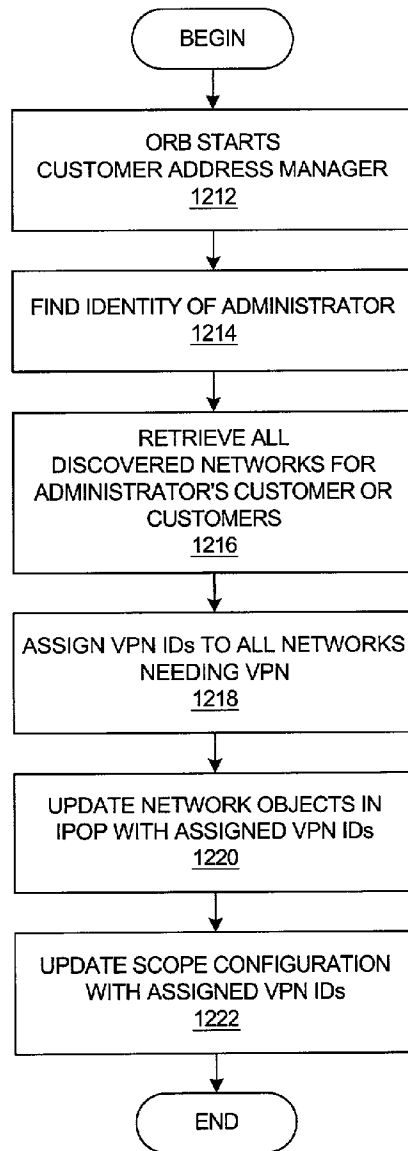 BEGIN
ORB STARTS
CUSTOMER ADDRESS MANAGER
1212
FIND IDENTITY OF ADMINISTRATOR
1214
RETRIEVE ALL
DISCOVERED NETWORKS FOR
ADMINISTRATOR'S CUSTOMER OR
CUSTOMERS
1216
ASSIGN VPN IDs TO ALL NETWORKS
NEEDING VPN
1218
UPDATE NETWORK OBJECTS IN
IPOP WITH ASSIGNED VPN IDs
1220
UPDATE SCOPE CONFIGURATION
WITH ASSIGNED VPN IDs
1222
END